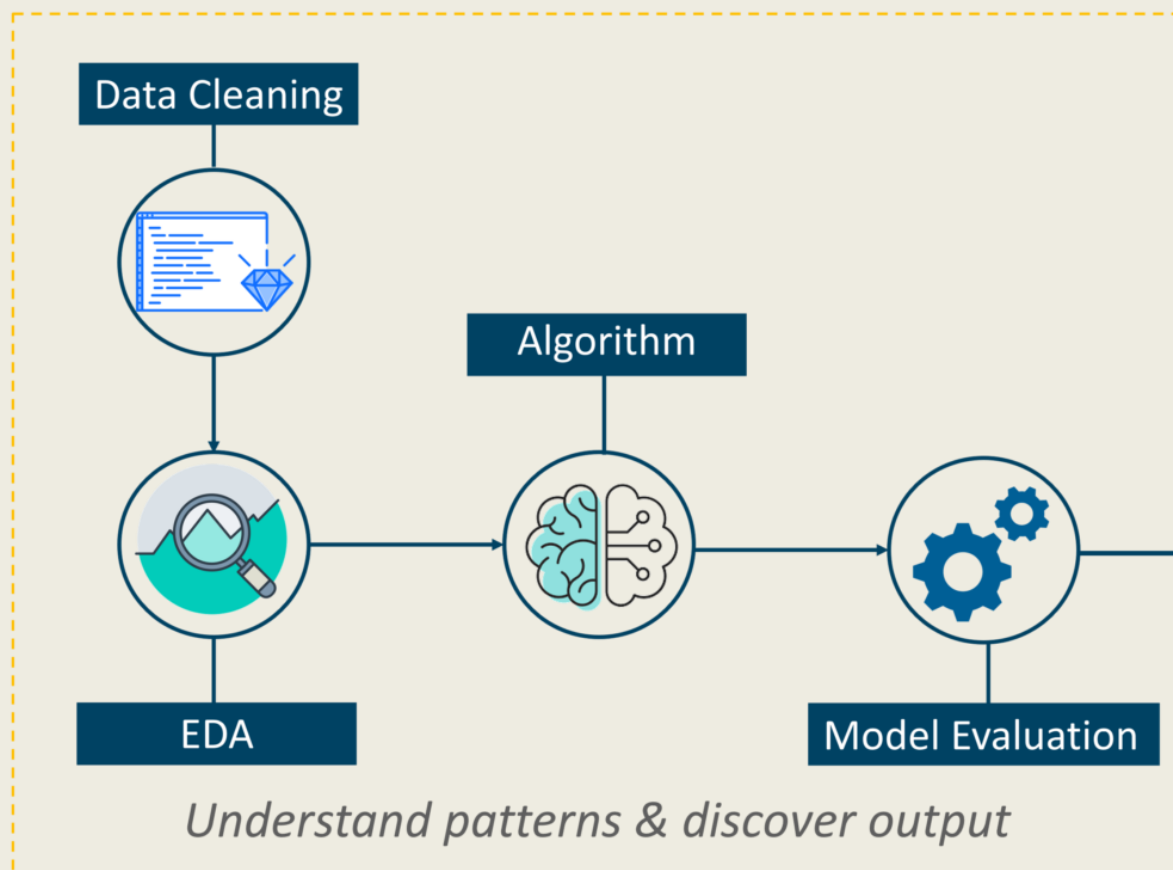 Data Cleaning
Algorithm
EDA
Model Evaluation
Understand patterns & discover output